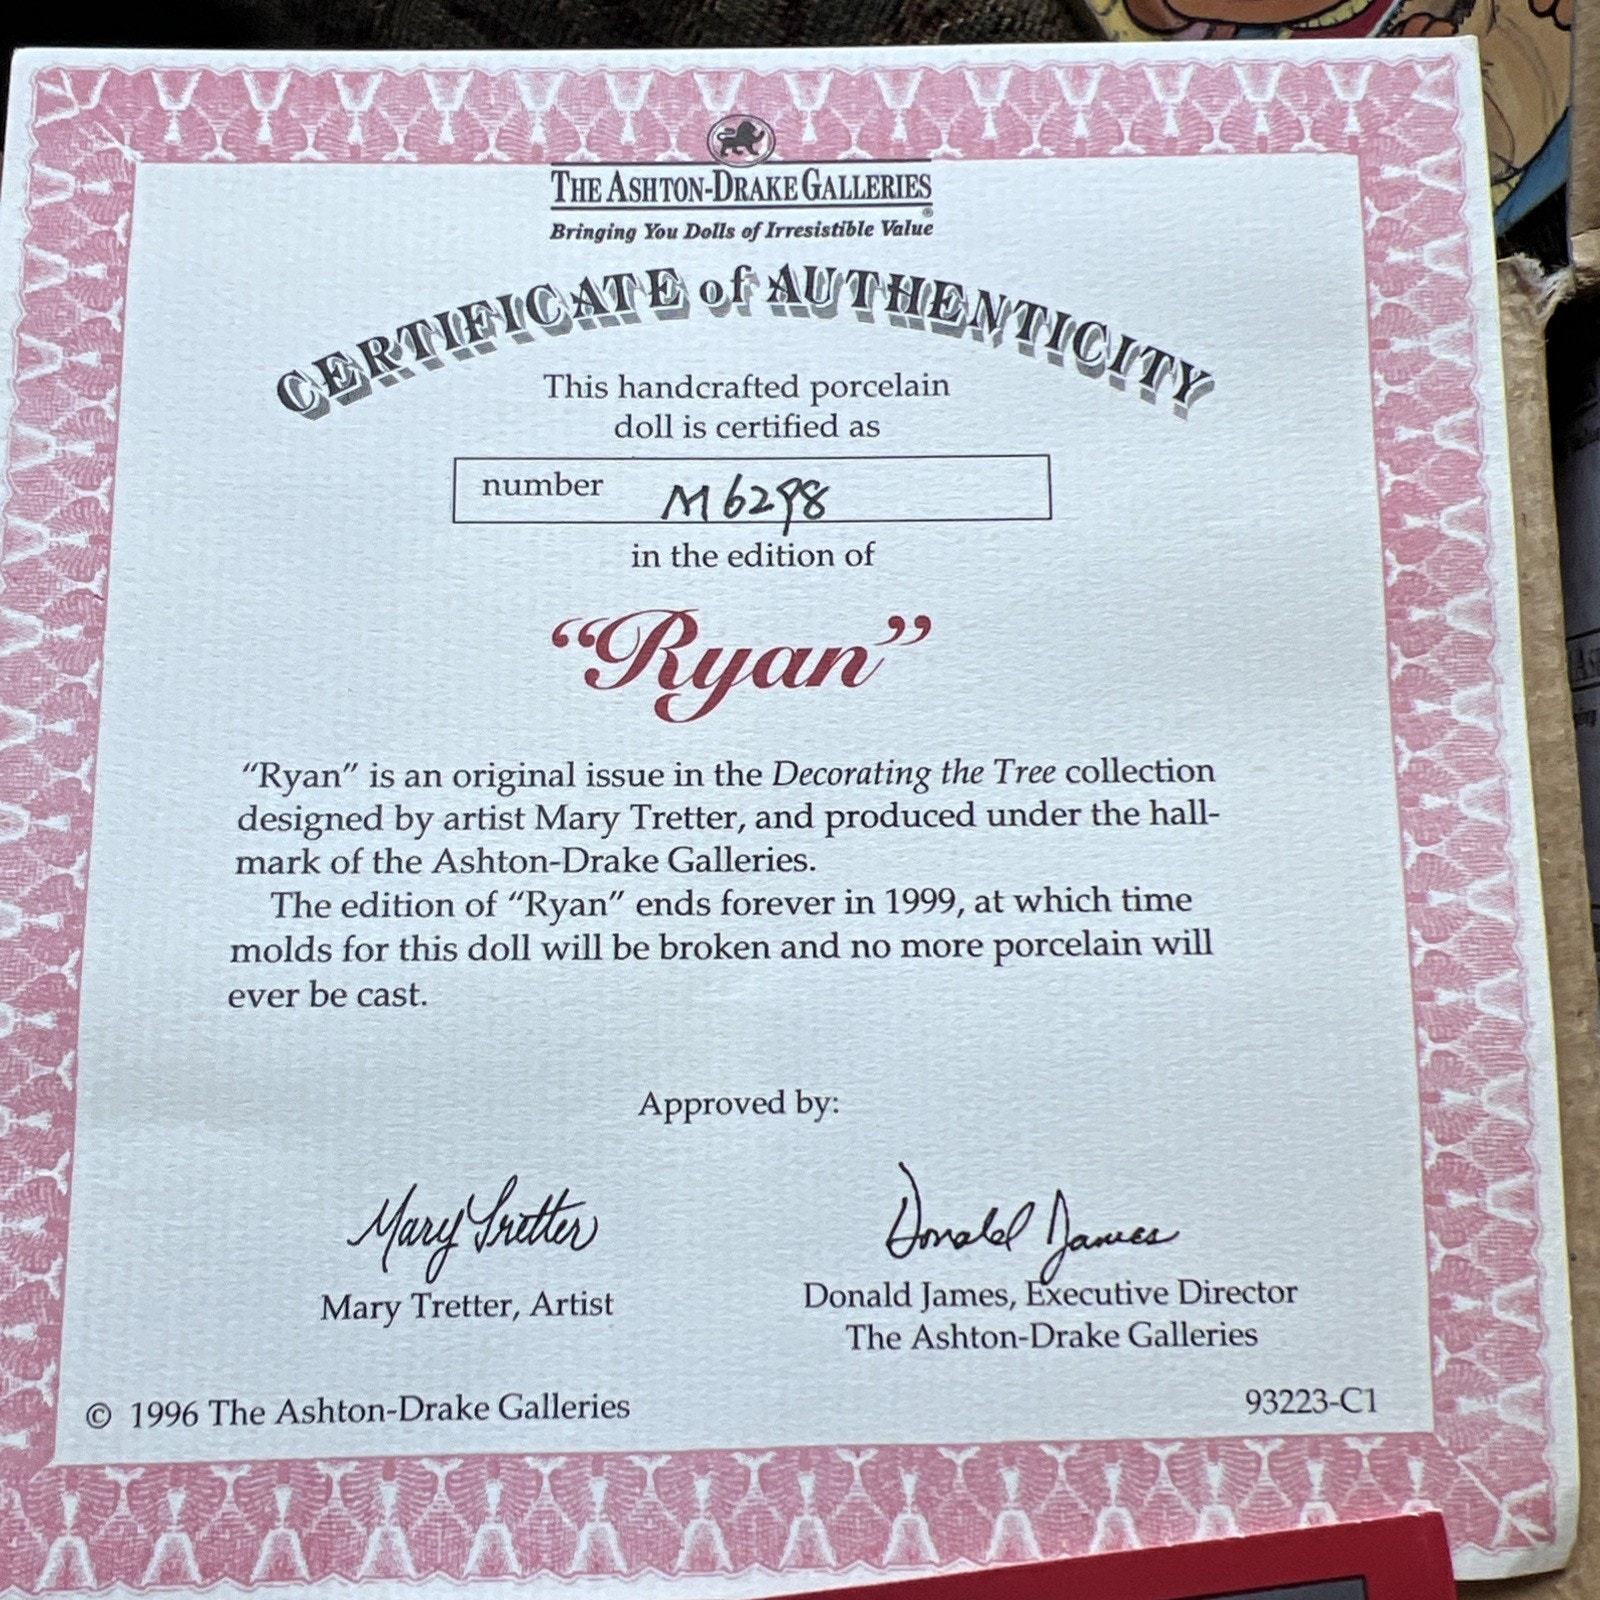 THE ASHTON-DRAKE GALLERIES
Bringing You Dolls of Irresistible Value®
CERTIFICATE of AUTHENTICITY
This handcrafted porcelain
doll is certified as
number M6298
in the edition of
“Ryan”
“Ryan” is an original issue in the Decorating the Tree collection
designed by artist Mary Tretter, and produced under the hall-
mark of the Ashton-Drake Galleries.
The edition of “Ryan” ends forever in 1999, at which time
molds for this doll will be broken and no more porcelain will
ever be cast.
Approved by:
Mary Tretter
Donald James
Mary Tretter, Artist
Donald James, Executive Director
The Ashton-Drake Galleries
© 1996 The Ashton-Drake Galleries
93223-C1